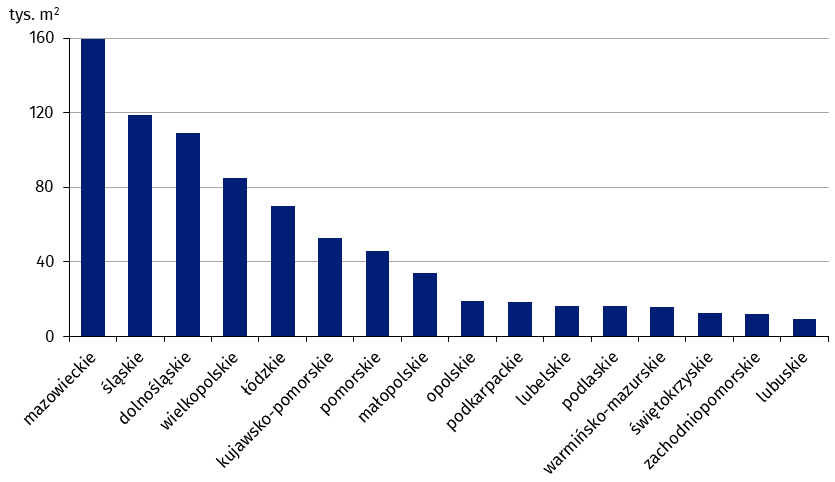 tys. m²
160
120
80
40
0
mazowieckie
śląskie
dolnośląskie
wielkopolskie
łódzkie
kujawsko-pomorskie
pomorskie
małopolskie
opolskie
podkarpackie
lubelskie
podlaskie
warmińsko-mazurskie
świętokrzyskie
zachodniopomorskie
lubuskie